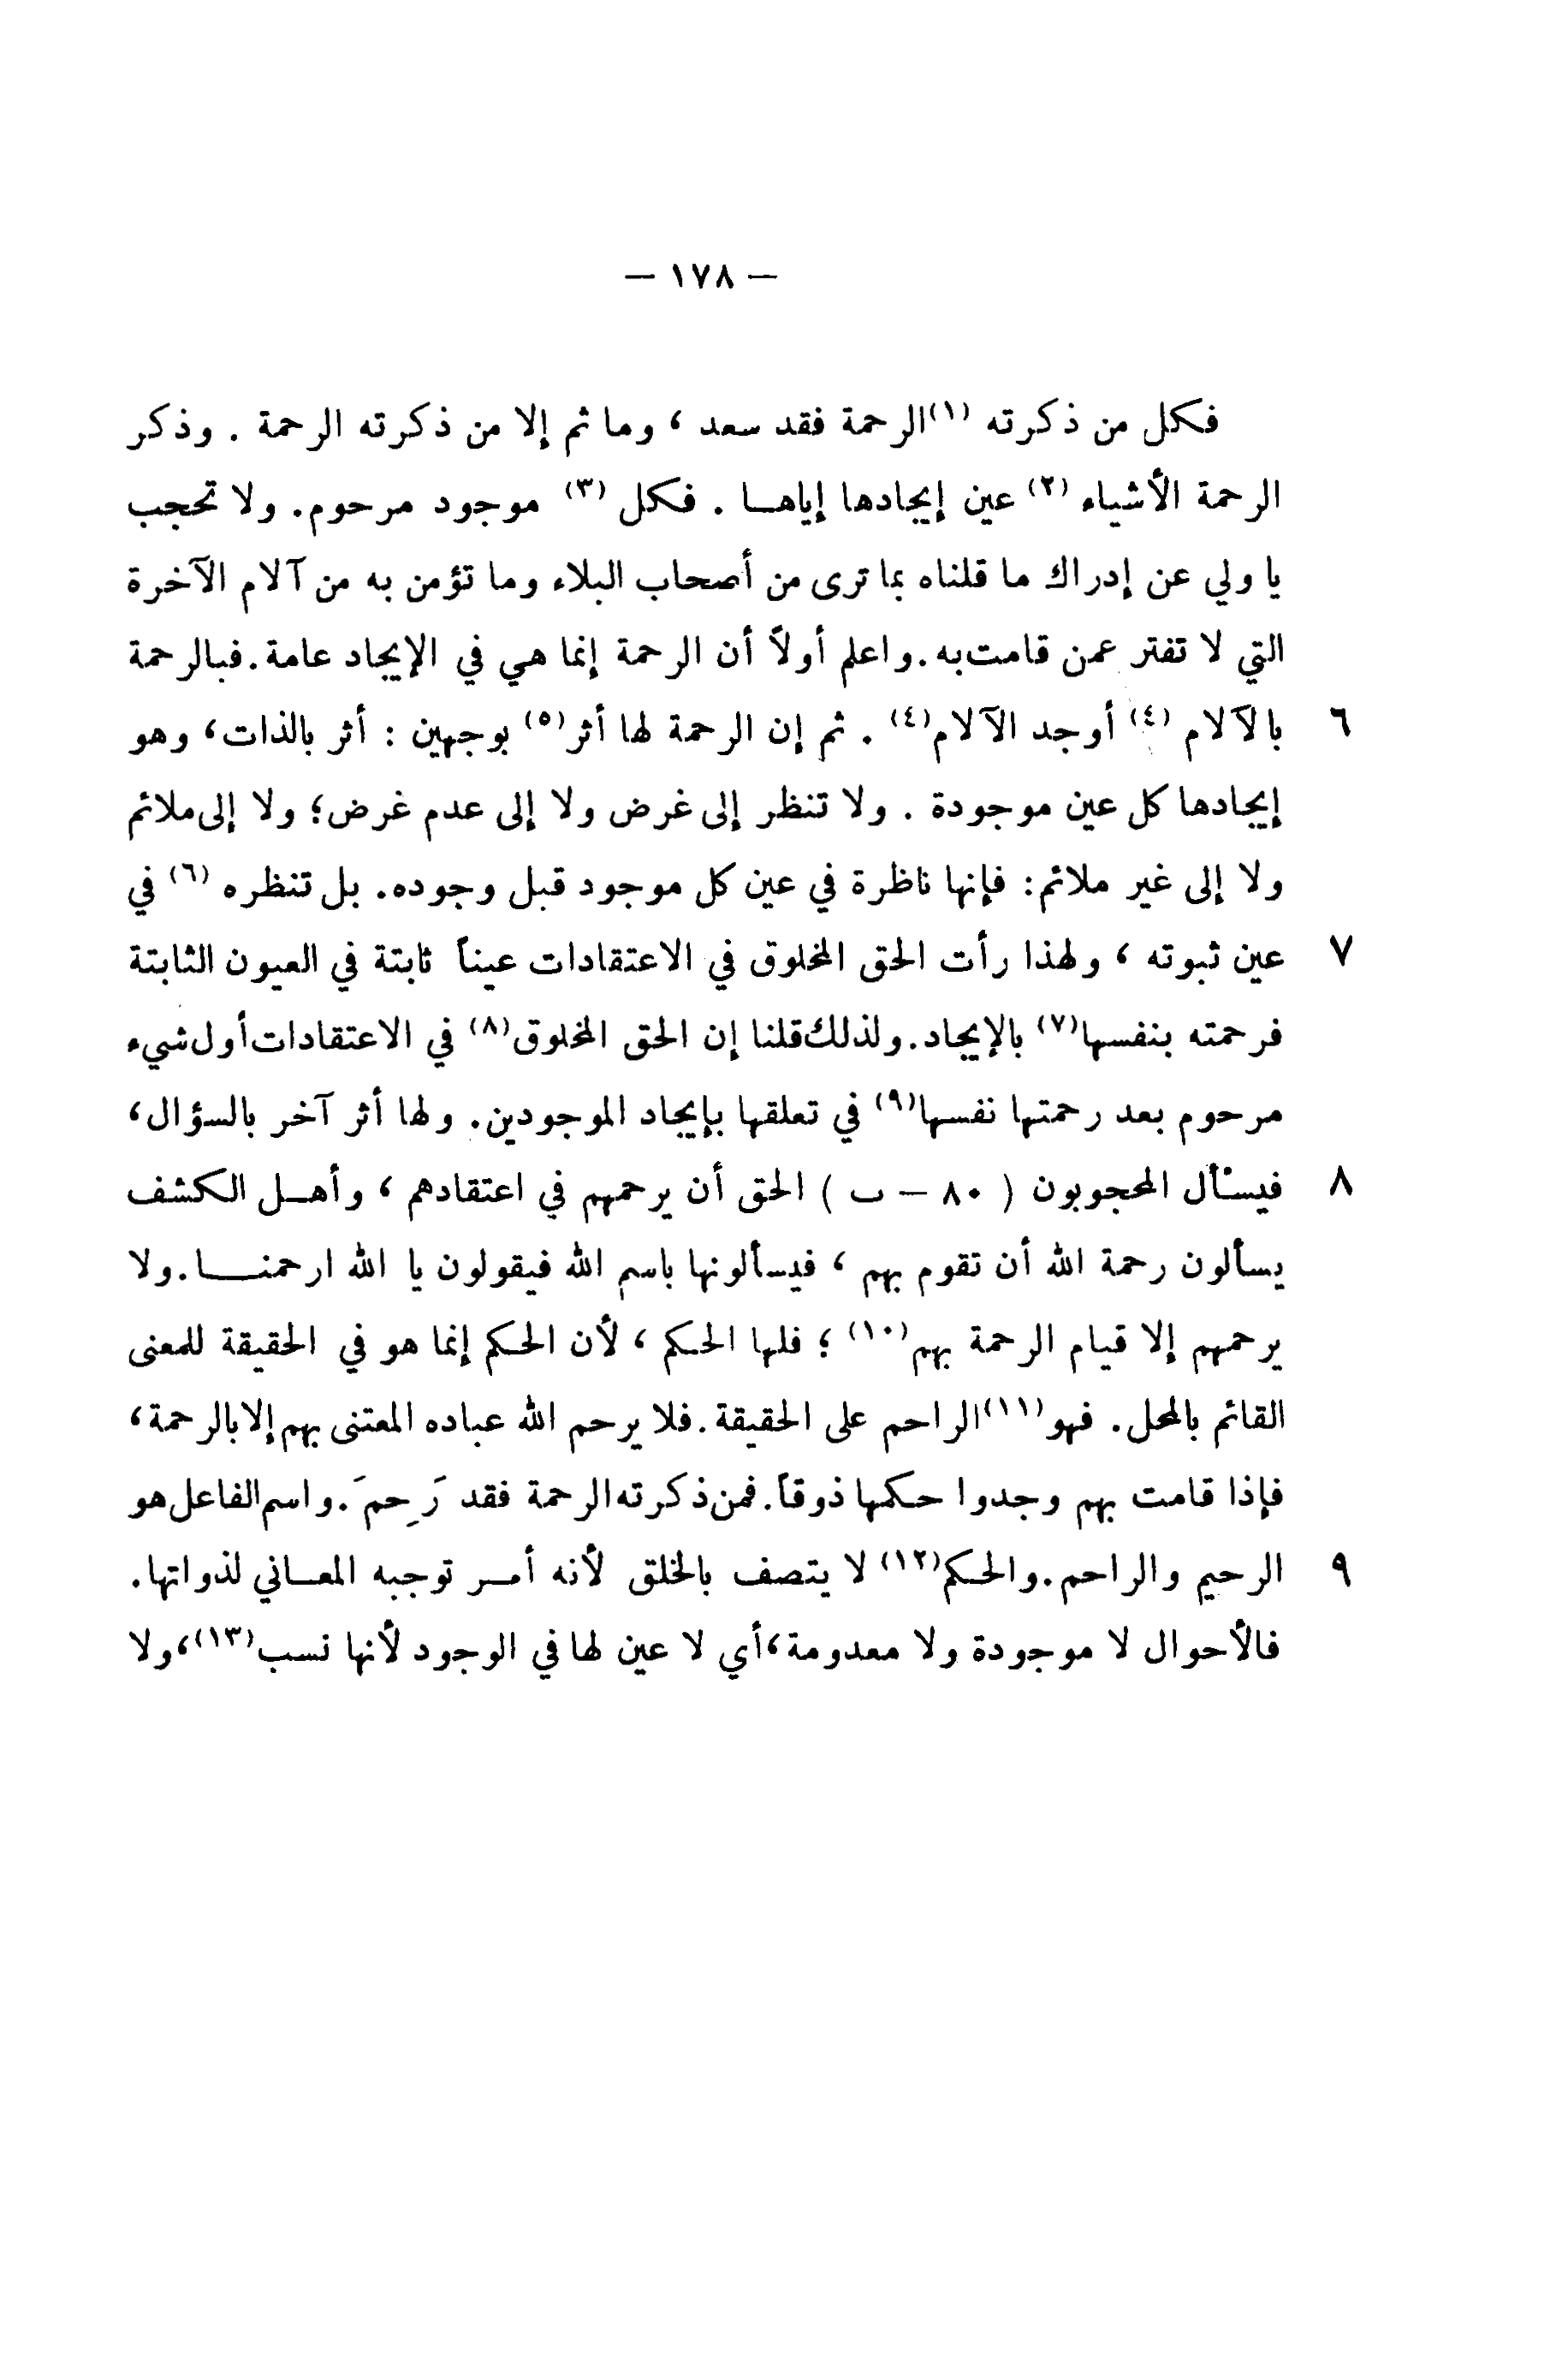 — ١٧٨ —
فكل من ذكرته (١) الرحمة فقد سعد ، وما ثم إلا من ذكرته الرحمة . وذكر
الرحمة الأشياء (٢) عين إيجادها إياهـا . فكل (٣) موجود مرحوم. ولا تحجب
يا ولي عن إدراك ما قلناه بما ترى من أصحاب البلاء وما تؤمن به من آلام الآخرة
التي لا تفتر عمن قامت به. واعلم أولاً أن الرحمة إنما هي في الإيجاد عامة. فبالرحمة
٦ بالآلام (٤) أوجد الآلام (٤) . ثم إن الرحمة لها أثر (٥) بوجهين : أثر بالذات، وهو
إيجادها كل عين موجودة . ولا تنظر إلى غرض ولا إلى عدم غرض؛ ولا إلى ملائم
ولا إلى غير ملائم: فإنها ناظرة في عين كل موجود قبل وجوده. بل تنظره (٦) في
٧ عين ثبوته ، ولهذا رأت الحق المخلوق في الاعتقادات عيناً ثابتة في العيون الثابتة
فرحمته بنفسها (٧) بالإيجاد. ولذلك قلنا إن الحق المخلوق (٨) في الاعتقادات أول شيء
مرحوم بعد رحمتها نفسها (٩) في تعلقها بإيجاد الموجودين. ولها أثر آخر بالسؤال،
٨ فيسْأل المحجوبون ( ٨٠ – ب ) الحق أن يرحمهم في اعتقادهم ، وأهـل الكشف
يسألون رحمة الله أن تقوم بهم ، فيسألونها باسم الله فيقولون يا الله ارحمنـــا. ولا
يرحمهم إلا قيام الرحمة بهم (١٠) ؛ فلها الحكم ، لأن الحكم إنما هو في الحقيقة للمعنى
القائم بالمحل. فهو (١١) الراحم على الحقيقة. فلا يرحم الله عباده المعتنى بهم إلا بالرحمة،
فإذا قامت بهم وجدوا حكمها ذوقاً. فمن ذكرته الرحمة فقد رَحِمَ. واسم الفاعل هو
٩ الرحيم والراحم. والحكم (١٢) لا يتصف بالخلق لأنه أمـر توجبه المعـاني لذواتها.
فالأحوال لا موجودة ولا معدومة، أي لا عين لها في الوجود لأنها نسب (١٣)، ولا